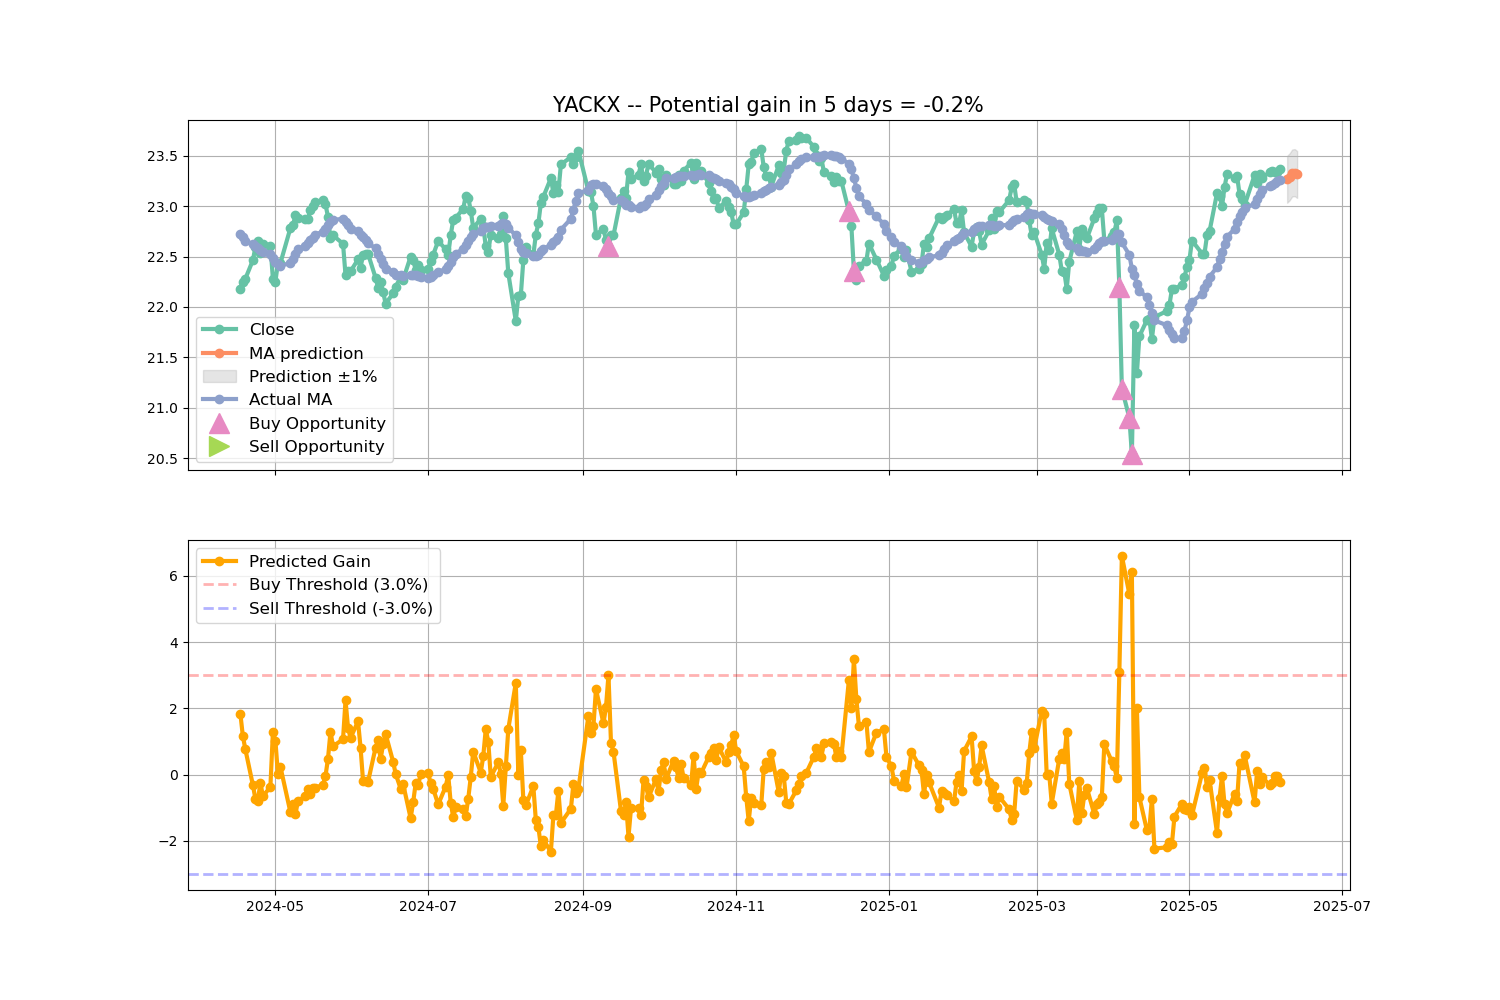 YACKX -- Potential gain in 5 days = -0.2%
23.5
23.0
22.5
22.0
21.5
21.0
20.5
Close
MA prediction
Prediction ±1%
Actual MA
Buy Opportunity
Sell Opportunity
6
4
2
0
−2
Predicted Gain
Buy Threshold (3.0%)
Sell Threshold (-3.0%)
2024-05
2024-07
2024-09
2024-11
2025-01
2025-03
2025-05
2025-07